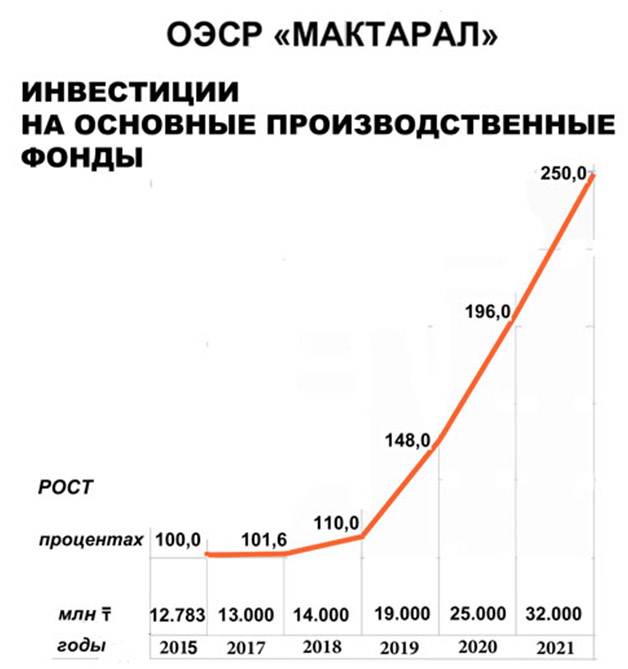 ОЭСР «МАКТАРАЛ»
ИНВЕСТИЦИИ
НА ОСНОВНЫЕ ПРОИЗВОДСТВЕННЫЕ
ФОНДЫ
250,0
196,0
148,0
РОСТ
110,0
процентах 100,0 101,6
млн ₸ 12.783 13.000 14.000 19.000 25.000 32.000
годы 2015 2017 2018 2019 2020 2021